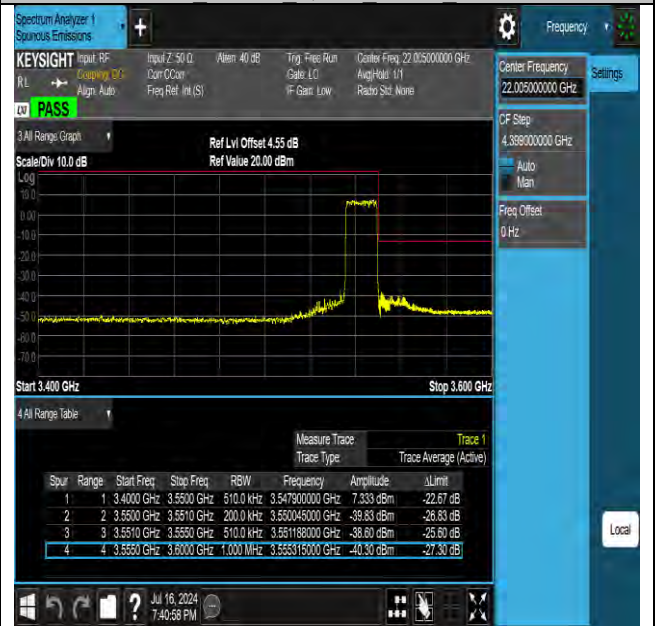 Spectrum Analyzer 1
Spurious Emissions
Frequency
KEYSIGHT Input: RF Input Z: 50 Ω Atten: 40 dB Trig: Free Run Center Freq: 22.005000000 GHz
RL Coupling: DC Corr CCorr Gate: LO Avg|Hold: 1/1
Align: Auto Freq Ref: Int (S) IF Gain: Low Radio Std: None
LXI PASS
Center Frequency
22.005000000 GHz
Settings
CF Step
4.399000000 GHz
Auto
Man
Freq Offset
0 Hz
3 All Range Graph
Ref Lvl Offset 4.55 dB
Scale/Div 10.0 dB Ref Value 20.00 dBm
Log
10.0
0.00
-10.0
-20.0
-30.0
-40.0
-50.0
-60.0
-70.0
Start 3.400 GHz Stop 3.600 GHz
4 All Range Table
Measure Trace Trace 1
Trace Type Trace Average (Active)
Spur Range Start Freq Stop Freq RBW Frequency Amplitude ΔLimit
1 1 3.4000 GHz 3.5500 GHz 510.0 kHz 3.547900000 GHz 7.333 dBm -22.67 dB
2 2 3.5500 GHz 3.5510 GHz 200.0 kHz 3.550045000 GHz -39.83 dBm -26.83 dB
3 3 3.5510 GHz 3.5550 GHz 510.0 kHz 3.551188000 GHz -38.60 dBm -25.60 dB
4 4 3.5550 GHz 3.6000 GHz 1.000 MHz 3.555315000 GHz -40.30 dBm -27.30 dB
Local
Jul 16, 2024
7:40:58 PM